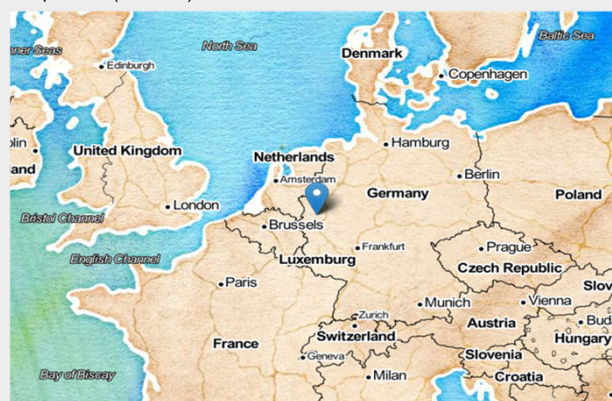 North Sea
Baltic Sea
Denmark
Edinburgh
Copenhagen
Hamburg
United Kingdom
Netherlands
Amsterdam
Berlin
Germany
Poland
London
Bristol Channel
Brussels
English Channel
Luxemburg
Frankfurt
Prague
Czech Republic
Paris
Munich
Vienna
Zurich
Austria
Switzerland
France
Hungary
Geneva
Slovenia
Milan
Croatia
Bay of Biscay